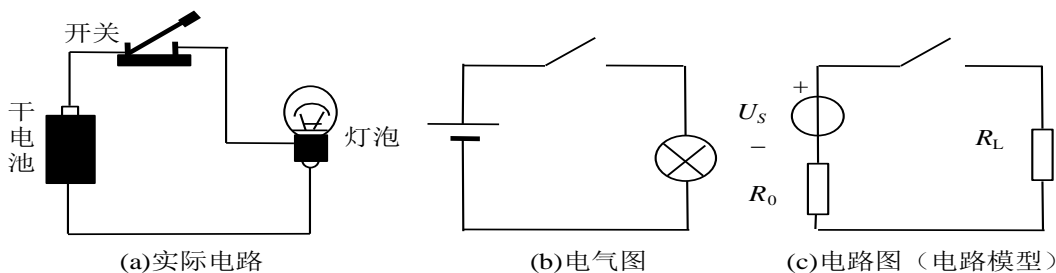 开关
干电池
灯泡
(a)实际电路
(b)电气图
+
U_S
−
R_0
R_L
(c)电路图（电路模型）